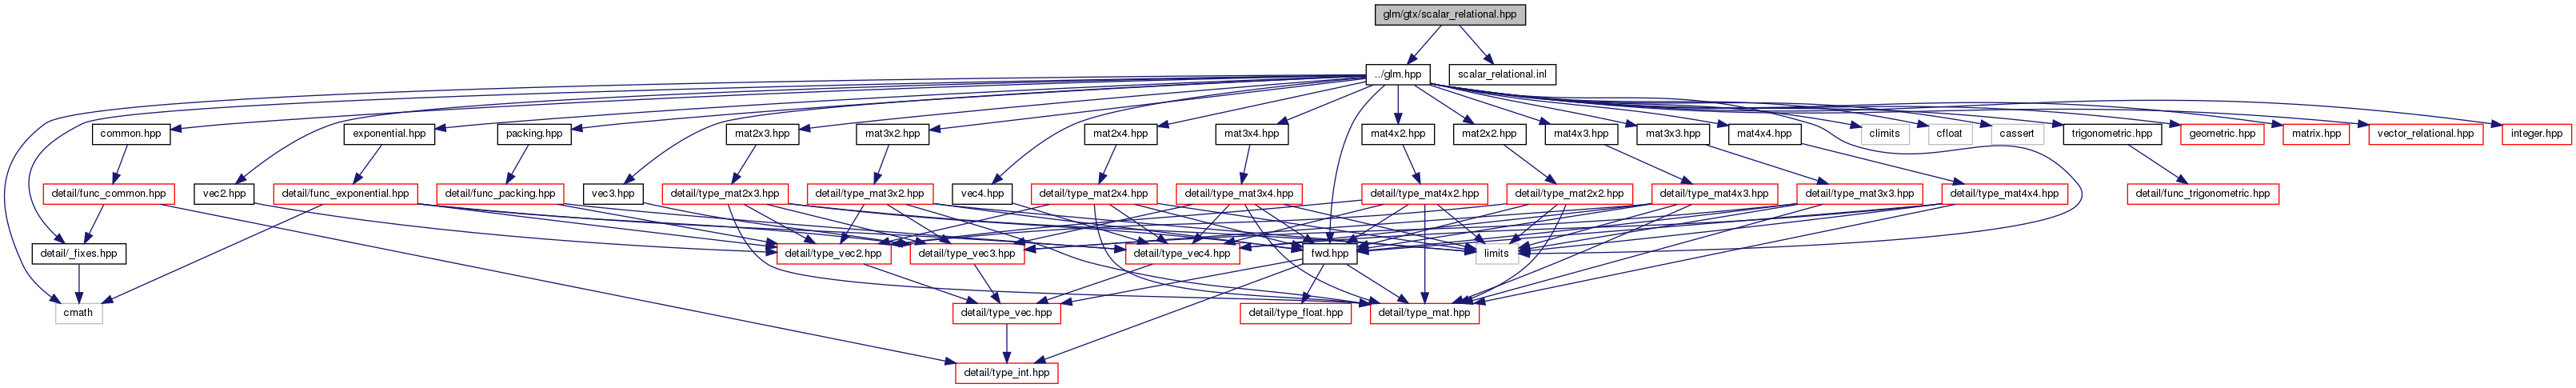 glm/gtx/scalar_relational.hpp
../glm.hpp
scalar_relational.inl
common.hpp
exponential.hpp
packing.hpp
mat2x3.hpp
mat3x2.hpp
mat2x4.hpp
mat3x4.hpp
mat4x2.hpp
mat2x2.hpp
mat4x3.hpp
mat3x3.hpp
mat4x4.hpp
climits
cfloat
cassert
trigonometric.hpp
geometric.hpp
matrix.hpp
vector_relational.hpp
integer.hpp
detail/func_common.hpp
vec2.hpp
detail/func_exponential.hpp
detail/func_packing.hpp
vec3.hpp
detail/type_mat2x3.hpp
detail/type_mat3x2.hpp
vec4.hpp
detail/type_mat2x4.hpp
detail/type_mat3x4.hpp
detail/type_mat4x2.hpp
detail/type_mat2x2.hpp
detail/type_mat4x3.hpp
detail/type_mat3x3.hpp
detail/type_mat4x4.hpp
detail/func_trigonometric.hpp
detail/_fixes.hpp
detail/type_vec2.hpp
detail/type_vec3.hpp
detail/type_vec4.hpp
fwd.hpp
limits
cmath
detail/type_vec.hpp
detail/type_float.hpp
detail/type_mat.hpp
detail/type_int.hpp